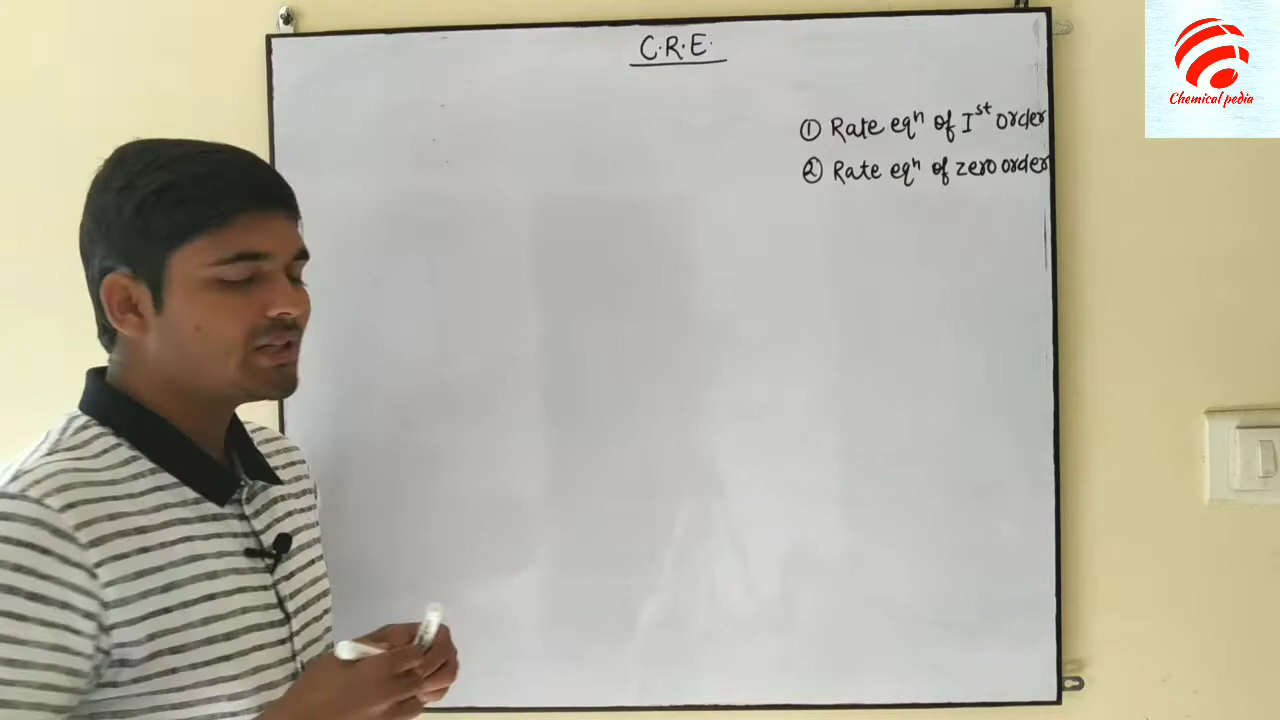 C.R.E.
① Rate eqⁿ of Iˢᵗ order
② Rate eqⁿ of zero order
Chemical pedia